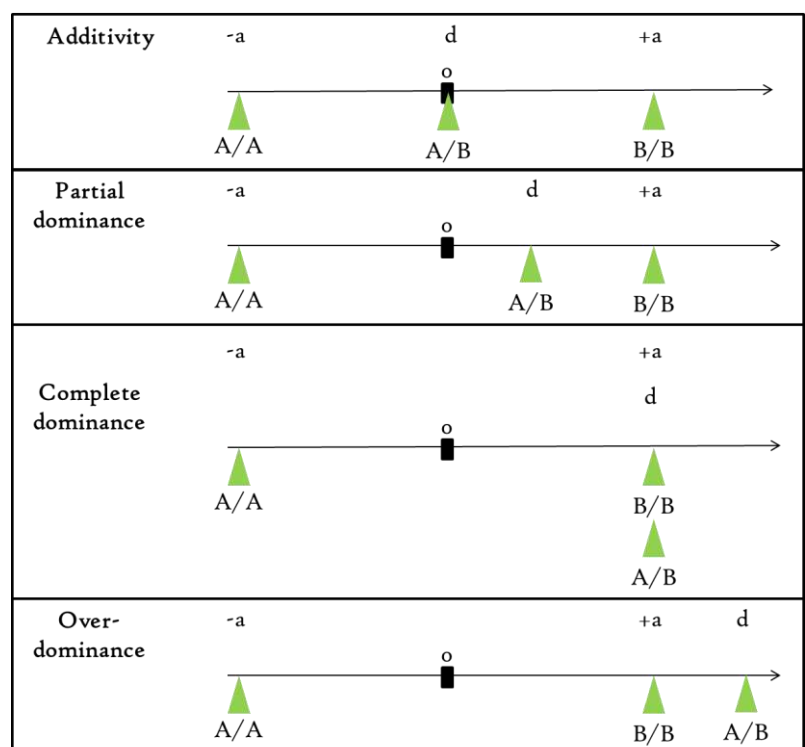 Additivity -a d +a
o
A/A A/B B/B
Partial dominance -a d +a
o
A/A A/B B/B
-a +a
Complete dominance d
o
A/A B/B
A/B
Over-dominance -a +a d
o
A/A B/B A/B